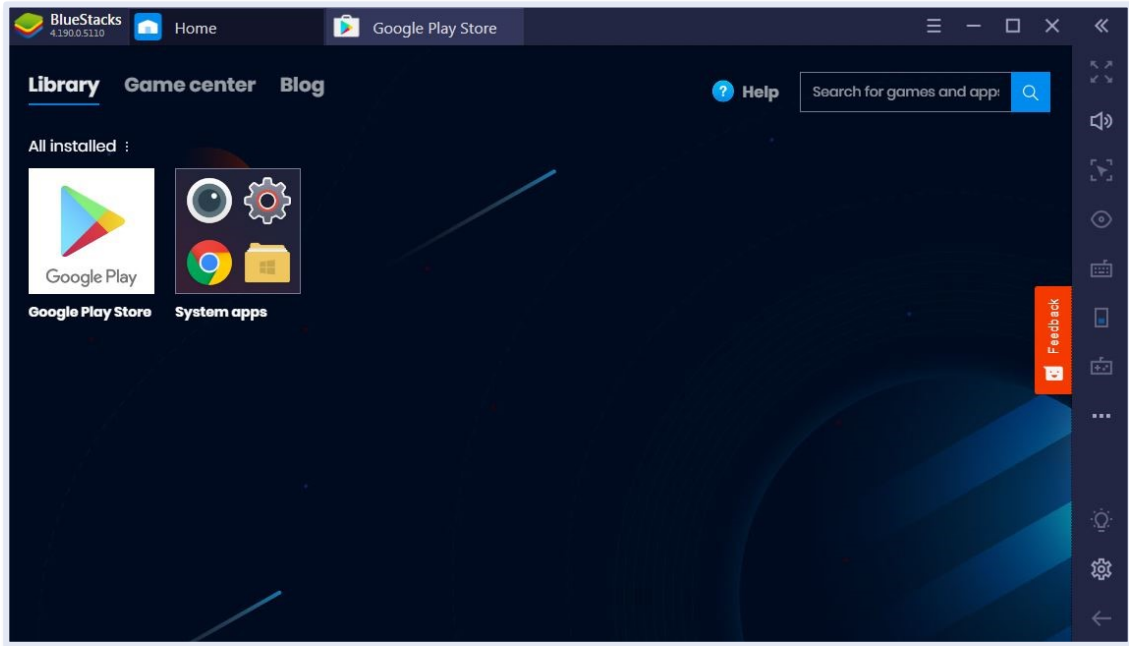 BlueStacks
4.190.0.5110
Home
Google Play Store
Library
Game center
Blog
Help
Search for games and app
All installed
Google Play
Google Play Store
System apps
Feedback